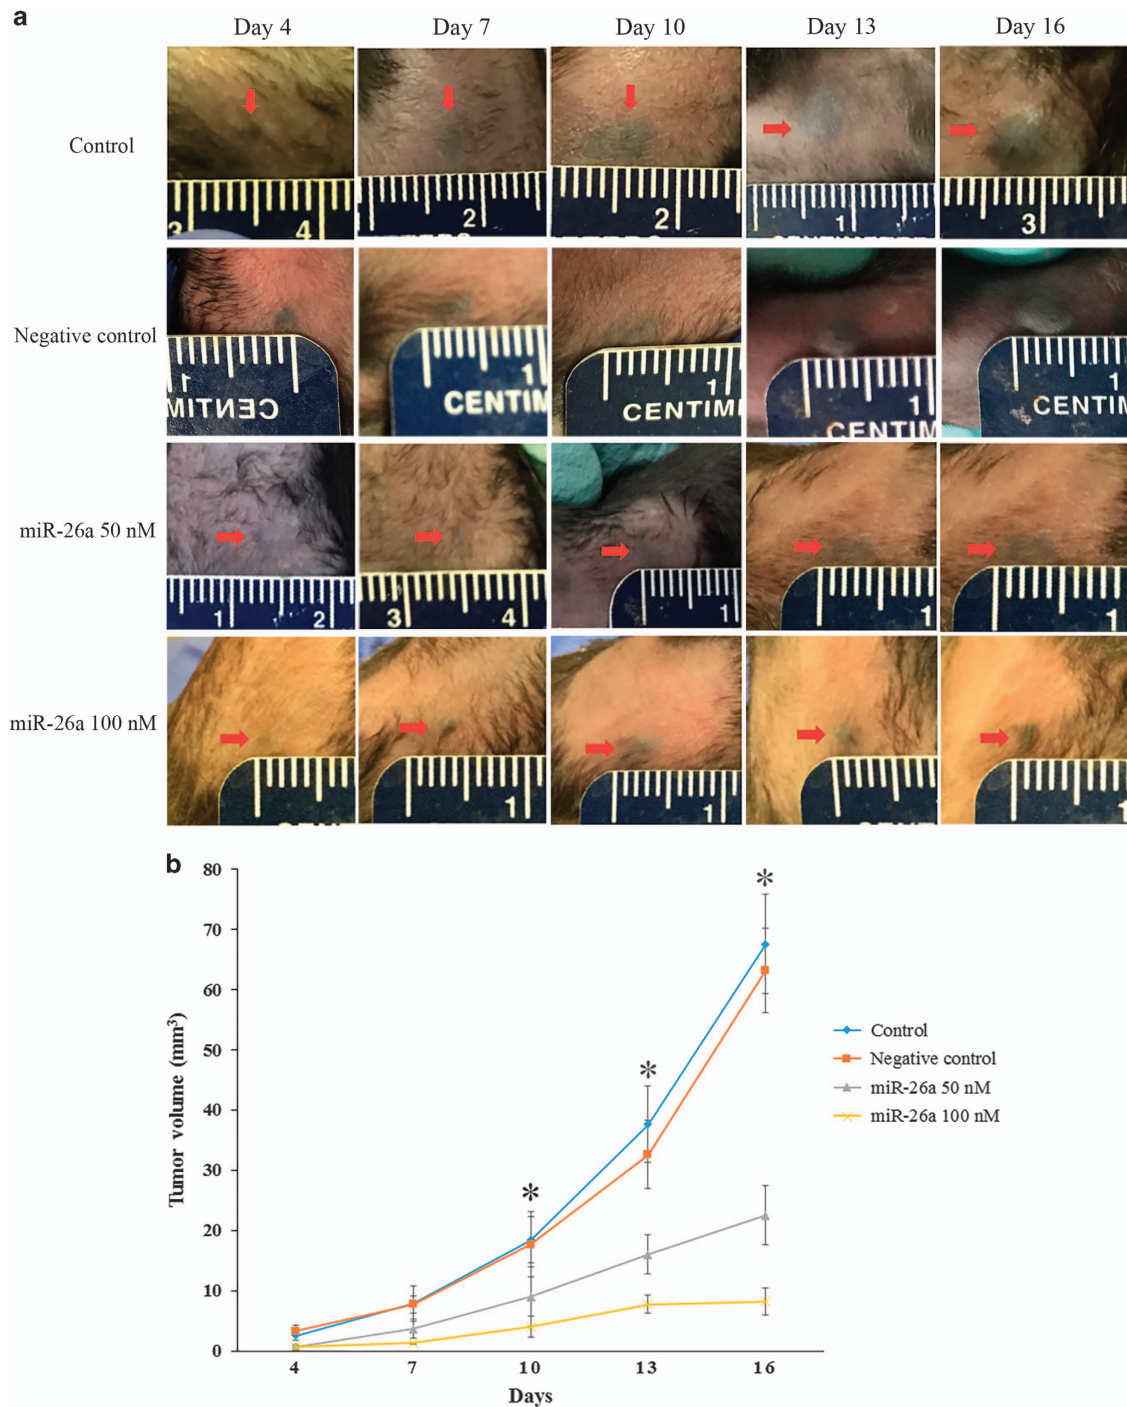 a
Day 4 Day 7 Day 10 Day 13 Day 16
Control
3 4
2
2
1
3
Negative control
1
CENTIM
1
CENTIM
1
CENTIM
1
CENTIM
1
CENTIM
miR-26a 50 nM
1 2
3 4
1
1
1
miR-26a 100 nM
1
1
1
b
80
70
60
50
40
30
20
10
0
Tumor volume (mm³)
* * *
4 7 10 13 16
Days
Control
Negative control
miR-26a 50 nM
miR-26a 100 nM